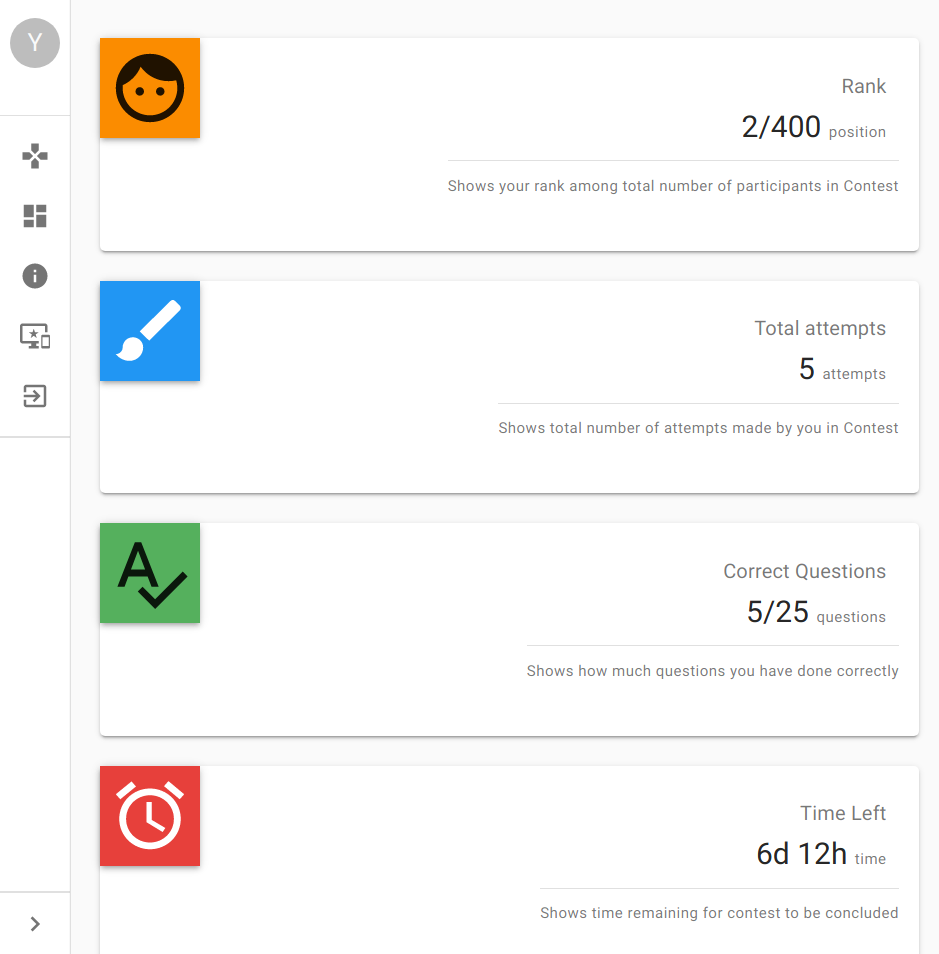 Y
Rank
2/400 position
Shows your rank among total number of participants in Contest
Total attempts
5 attempts
Shows total number of attempts made by you in Contest
A
Correct Questions
5/25 questions
Shows how much questions you have done correctly
Time Left
6d 12h time
Shows time remaining for contest to be concluded